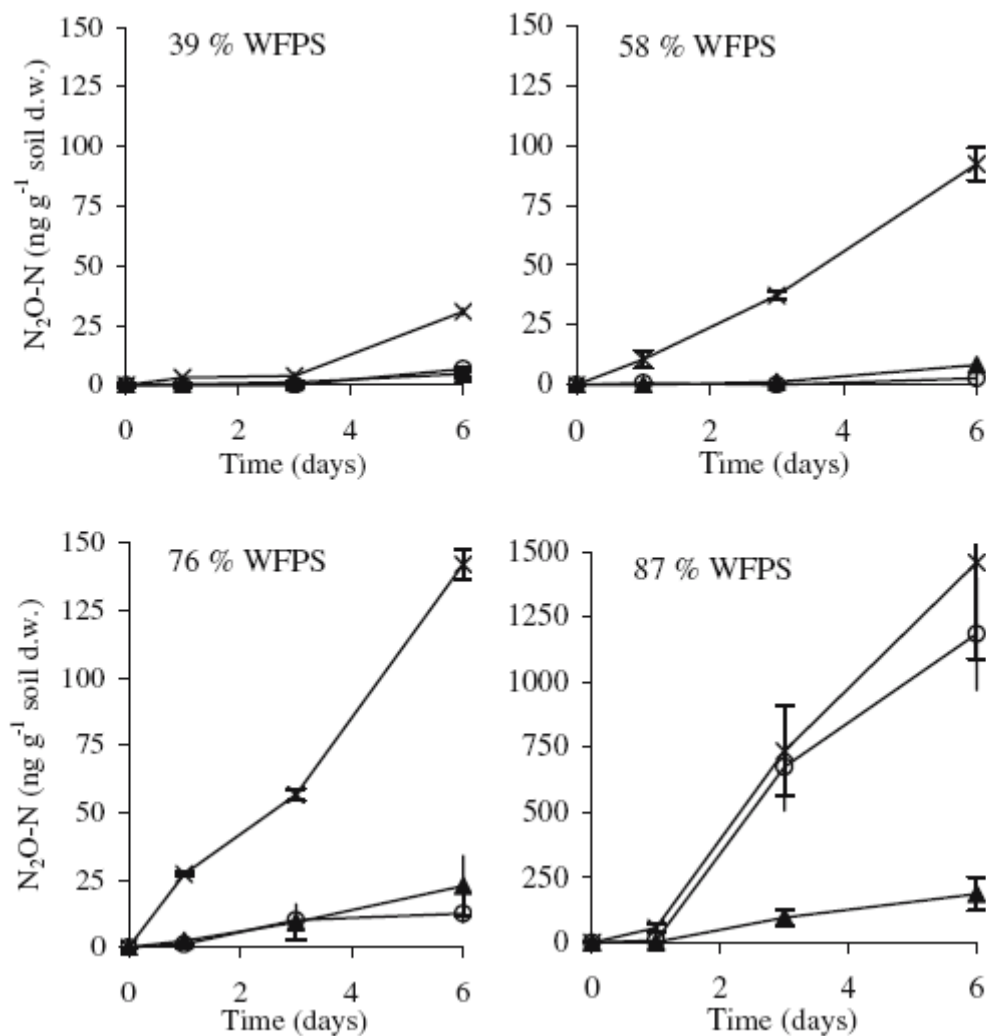 39 % WFPS
150
125
100
75
50
25
0
N₂O-N (ng g⁻¹ soil d.w.)
0 2 4 6
Time (days)
58 % WFPS
150
125
100
75
50
25
0
0 2 4 6
Time (days)
76 % WFPS
150
125
100
75
50
25
0
N₂O-N (ng g⁻¹ soil d.w.)
0 2 4 6
Time (days)
87 % WFPS
1500
1250
1000
750
500
250
0
0 2 4 6
Time (days)